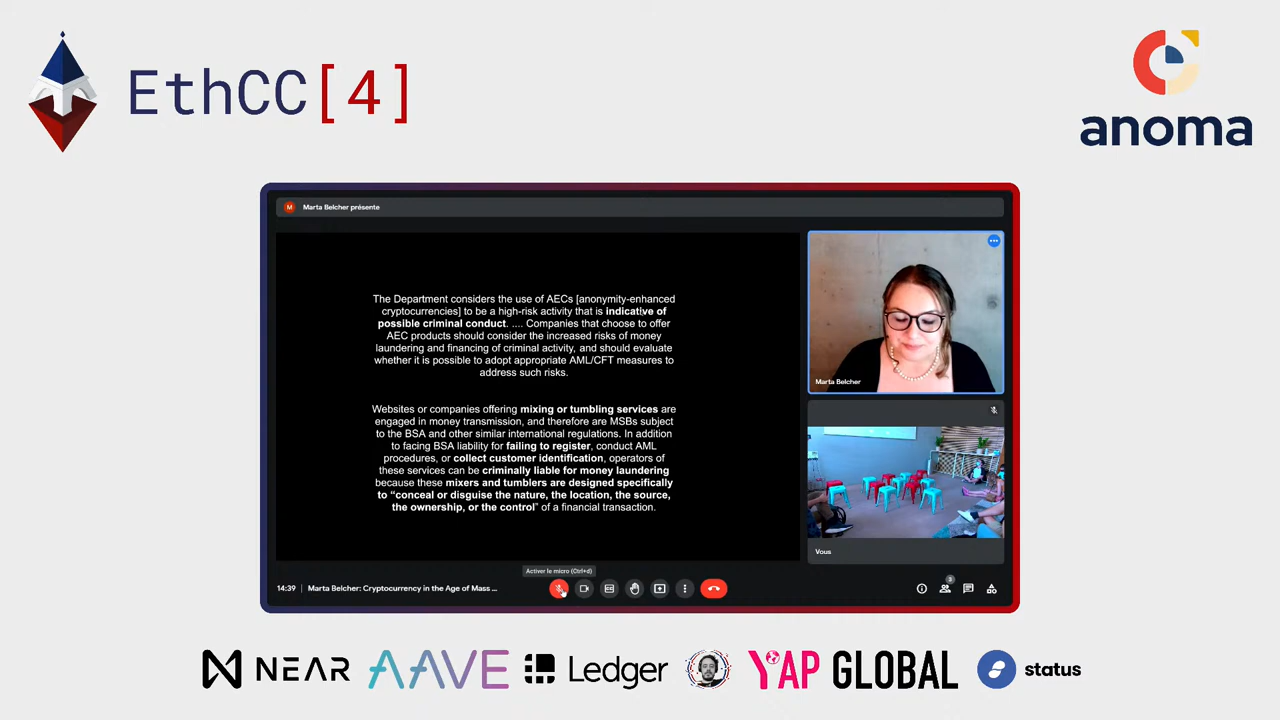 EthCC[4]
anoma
M
Marta Belcher présente
The Department considers the use of AECs [anonymity-enhanced
cryptocurrencies] to be a high-risk activity that is indicative of
possible criminal conduct. .... Companies that choose to offer
AEC products should consider the increased risks of money
laundering and financing of criminal activity, and should evaluate
whether it is possible to adopt appropriate AML/CFT measures to
address such risks.
Websites or companies offering mixing or tumbling services are
engaged in money transmission, and therefore are MSBs subject
to the BSA and other similar international regulations. In addition
to facing BSA liability for failing to register, conduct AML
procedures, or collect customer identification, operators of
these services can be criminally liable for money laundering
because these mixers and tumblers are designed specifically
to “conceal or disguise the nature, the location, the source,
the ownership, or the control” of a financial transaction.
Marta Belcher
Vous
Activer le micro (Ctrl+d)
14:39 | Marta Belcher: Cryptocurrency in the Age of Mass ...
3
NEAR
AAVE
Ledger
YAP GLOBAL
status